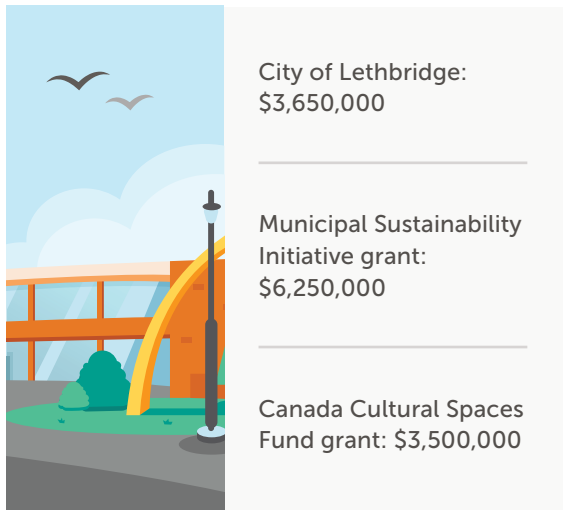 City of Lethbridge:
$3,650,000
Municipal Sustainability
Initiative grant:
$6,250,000
Canada Cultural Spaces
Fund grant: $3,500,000